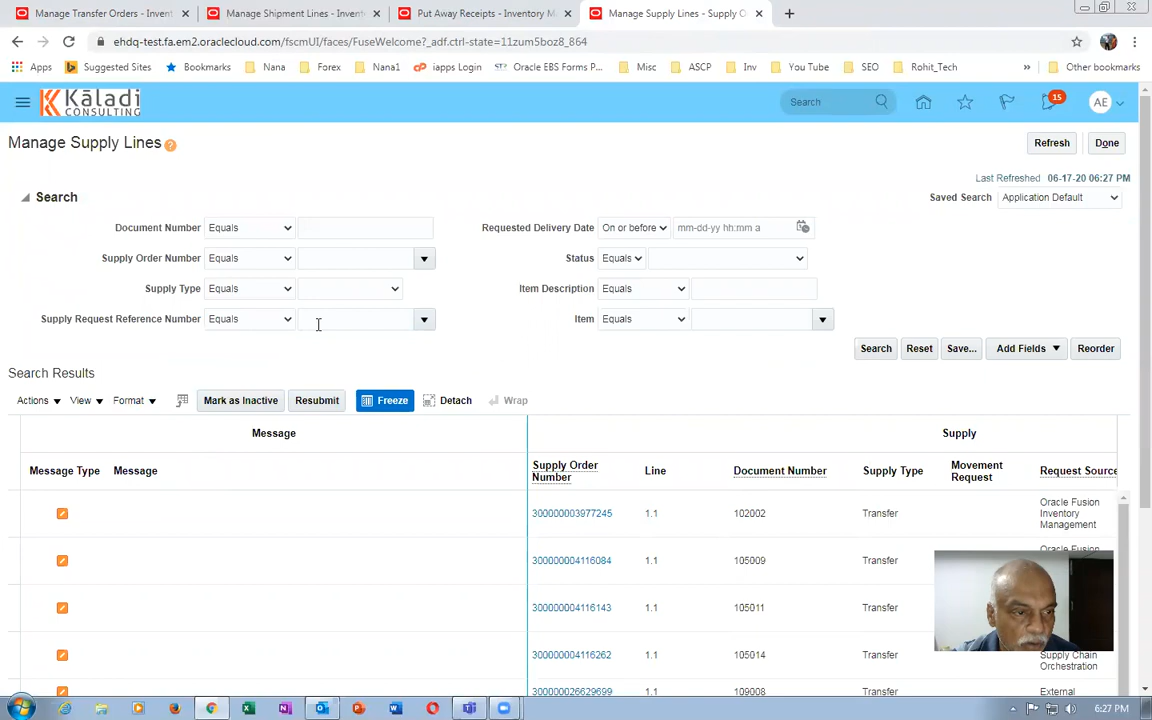 Manage Transfer Orders - Invent
Manage Shipment Lines - Invent
Put Away Receipts - Inventory M
Manage Supply Lines - Supply O
ehdq-test.fa.em2.oraclecloud.com/fscmUI/faces/FuseWelcome?_adf.ctrl-state=11zum5boz8_864
Apps Suggested Sites Bookmarks Nana Forex Nana1 iapps Login Oracle EBS Forms P... Misc ASCP Inv You Tube SEO Rohit_Tech » Other bookmarks
Kāladi
CONSULTING
Search
15
AE
Manage Supply Lines ?
Refresh Done
Last Refreshed 06-17-20 06:27 PM
Search
Saved Search Application Default
Document Number Equals
Requested Delivery Date On or before mm-dd-yy hh:mm a
Supply Order Number Equals
Status Equals
Supply Type Equals
Item Description Equals
Supply Request Reference Number Equals
Item Equals
Search Reset Save... Add Fields Reorder
Search Results
Actions View Format Mark as Inactive Resubmit Freeze Detach Wrap
Message Supply
Message Type Message Supply Order Number Line Document Number Supply Type Movement Request Request Source
300000003977245 1.1 102002 Transfer Oracle Fusion Inventory Management
300000004116084 1.1 105009 Transfer Oracle Fusion
300000004116143 1.1 105011 Transfer
300000004116262 1.1 105014 Transfer Supply Chain Orchestration
300000026629699 1.1 109008 Transfer External
6:27 PM